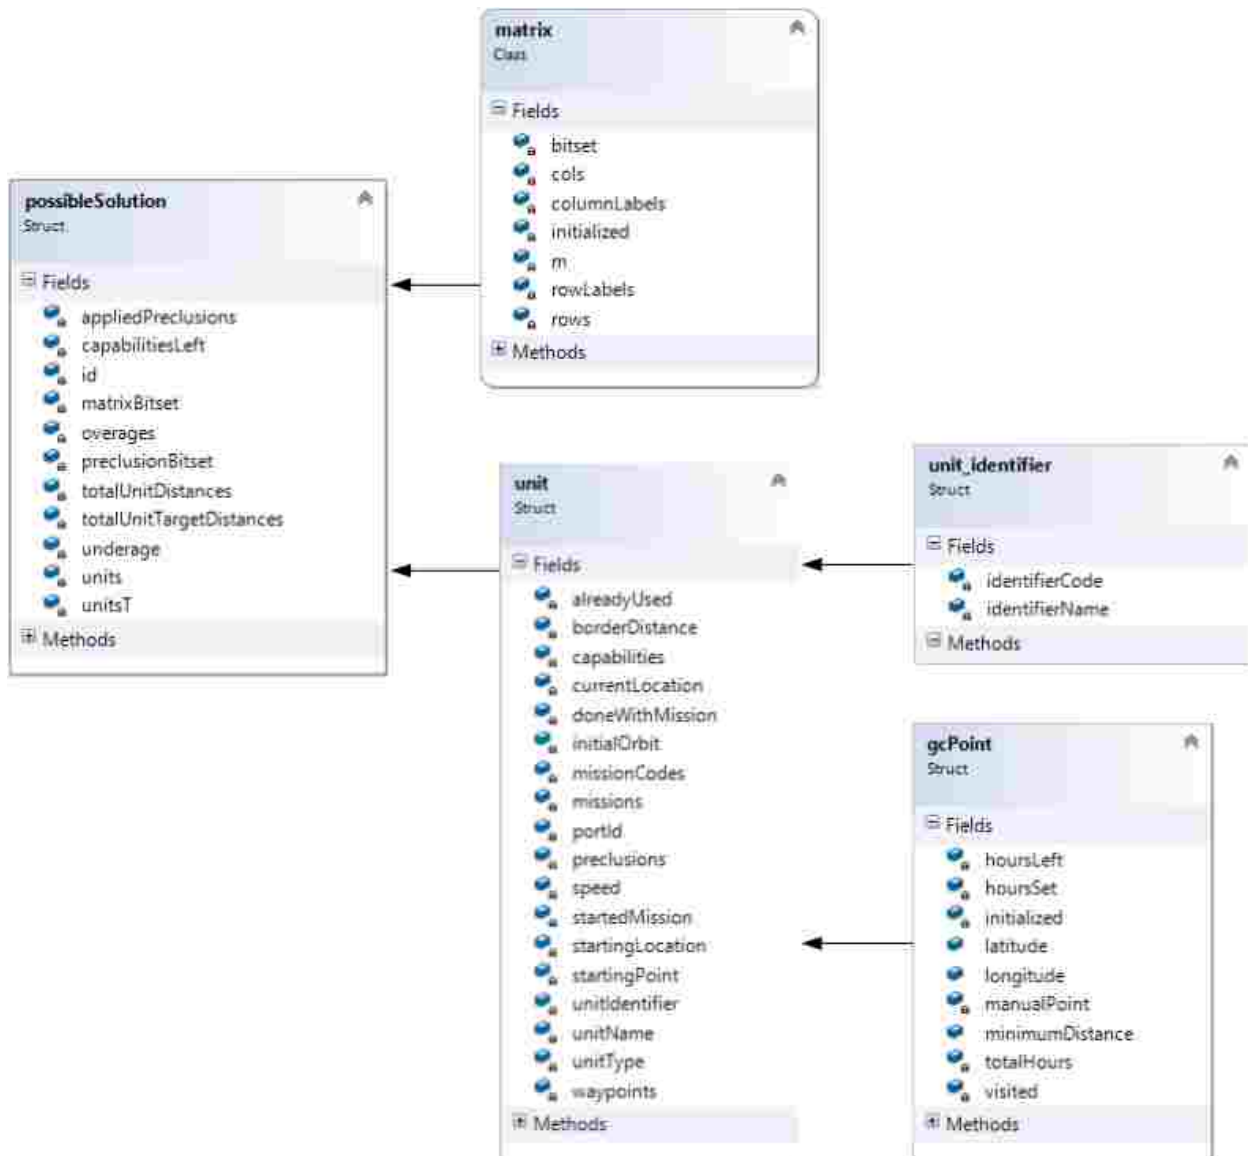 matrix
Class
Fields
bitset
cols
columnLabels
initialized
m
rowLabels
rows
Methods
possibleSolution
Struct
Fields
appliedPreclusions
capabilitiesLeft
id
matrixBitset
overages
preclusionBitset
totalUnitDistances
totalUnitTargetDistances
underage
units
unitsT
Methods
unit
Struct
Fields
alreadyUsed
borderDistance
capabilities
currentLocation
doneWithMission
initialOrbit
missionCodes
missions
portId
preclusions
speed
startedMission
startingLocation
startingPoint
unitIdentifier
unitName
unitType
waypoints
Methods
unit_identifier
Struct
Fields
identifierCode
identifierName
Methods
gcPoint
Struct
Fields
hoursLeft
hoursSet
initialized
latitude
longitude
manualPoint
minimumDistance
totalHours
visited
Methods